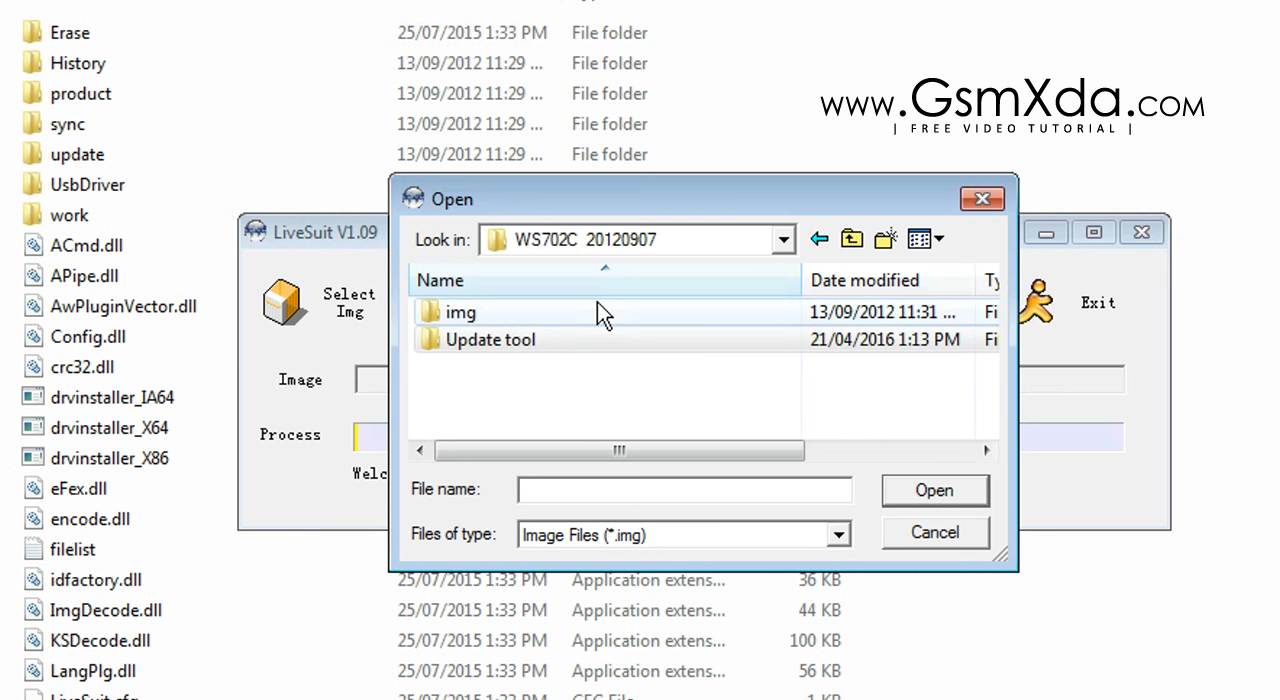 Erase 25/07/2015 1:33 PM File folder
History 13/09/2012 11:29 ... File folder
product 13/09/2012 11:29 ... File folder
sync 13/09/2012 11:29 ... File folder
update 13/09/2012 11:29 ... File folder
www.GsmXda.com
| FREE VIDEO TUTORIAL |
UsbDriver
work
ACmd.dll
APipe.dll
AwPluginVector.dll
Config.dll
crc32.dll
drvinstaller_IA64
drvinstaller_X64
drvinstaller_X86
eFex.dll
encode.dll
filelist
LiveSuit V1.09
Select
Img
Exit
Image
Process
Welc
Open
Look in: WS702C 20120907
Name Date modified Ty
img 13/09/2012 11:31 ... Fi
Update tool 21/04/2016 1:13 PM Fi
File name: Open
Files of type: Image Files (*.img) Cancel
idfactory.dll 25/07/2015 1:33 PM Application extens... 36 KB
ImgDecode.dll 25/07/2015 1:33 PM Application extens... 44 KB
KSDecode.dll 25/07/2015 1:33 PM Application extens... 100 KB
LangPlg.dll 25/07/2015 1:33 PM Application extens... 56 KB